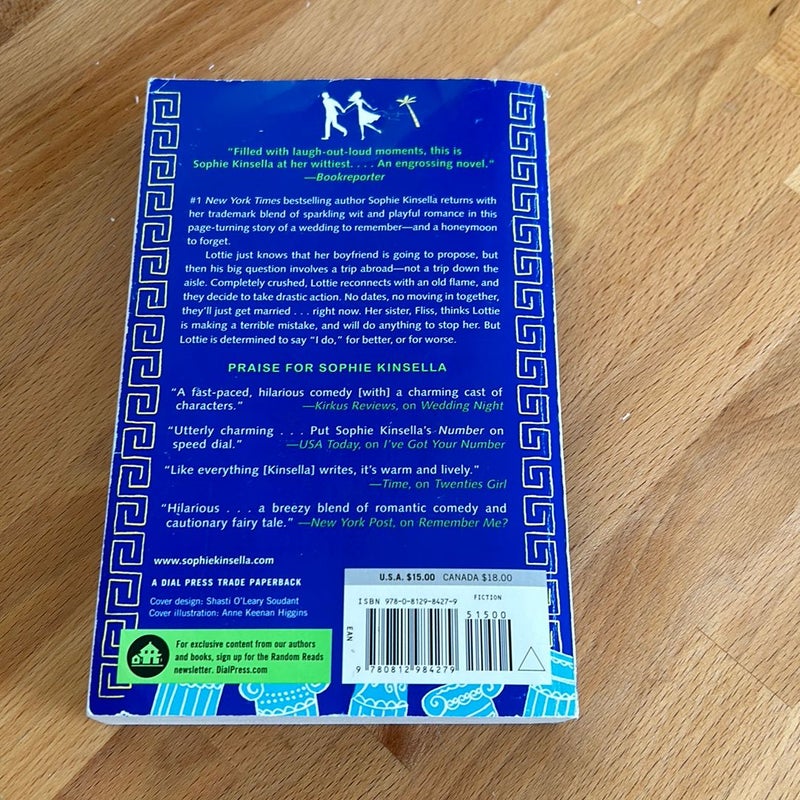 “Filled with laugh-out-loud moments, this is
Sophie Kinsella at her wittiest. . . . An engrossing novel.”
—Bookreporter
#1 New York Times bestselling author Sophie Kinsella returns with
her trademark blend of sparkling wit and playful romance in this
page-turning story of a wedding to remember—and a honeymoon
to forget.
Lottie just knows that her boyfriend is going to propose, but
then his big question involves a trip abroad—not a trip down the
aisle. Completely crushed, Lottie reconnects with an old flame, and
they decide to take drastic action. No dates, no moving in together,
they’ll just get married . . . right now. Her sister, Fliss, thinks Lottie
is making a terrible mistake, and will do anything to stop her. But
Lottie is determined to say “I do,” for better, or for worse.
PRAISE FOR SOPHIE KINSELLA
“A fast-paced, hilarious comedy [with] a charming cast of
characters.” —Kirkus Reviews, on Wedding Night
“Utterly charming . . . Put Sophie Kinsella’s Number on
speed dial.” —USA Today, on I’ve Got Your Number
“Like everything [Kinsella] writes, it’s warm and lively.”
—Time, on Twenties Girl
“Hilarious . . . a breezy blend of romantic comedy and
cautionary fairy tale.” —New York Post, on Remember Me?
www.sophiekinsella.com
A DIAL PRESS TRADE PAPERBACK
Cover design: Shasti O’Leary Soudant
Cover illustration: Anne Keenan Higgins
For exclusive content from our authors
and books, sign up for the Random Reads
newsletter. DialPress.com
U.S.A. $15.00 CANADA $18.00
FICTION
ISBN 978-0-8129-8427-9
51500
EAN
9 780812 984279